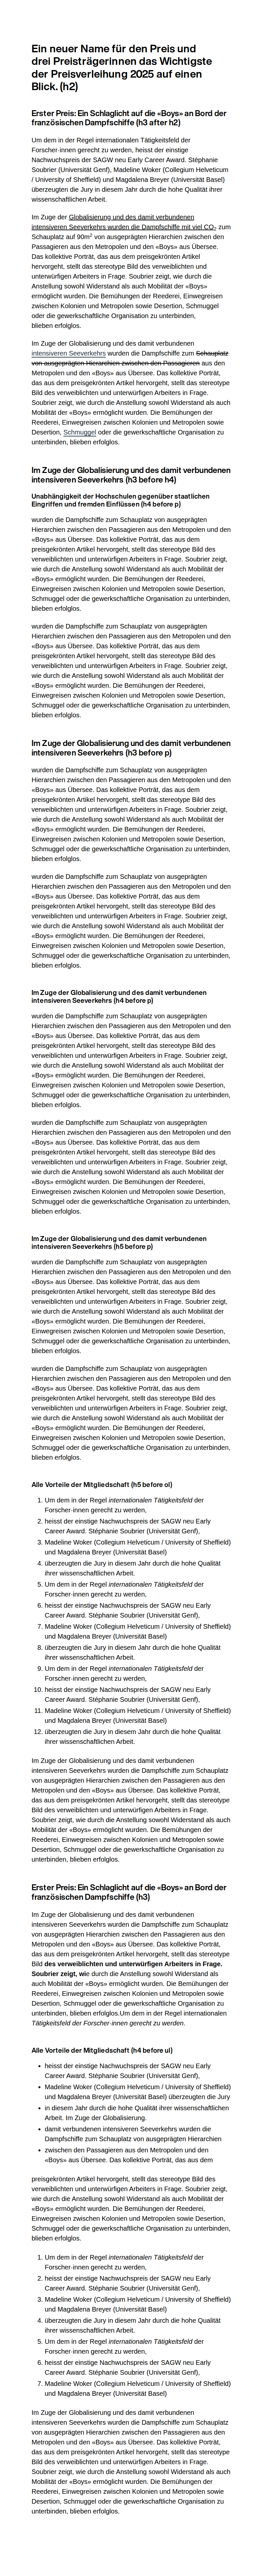 Ein neuer Name für den Preis und
drei Preisträgerinnen das Wichtigste
der Preisverleihung 2025 auf einen
Blick. (h2)
Erster Preis: Ein Schlaglicht auf die «Boys» an Bord der
französischen Dampfschiffe (h3 after h2)
Um dem in der Regel internationalen Tätigkeitsfeld der
Forscher·innen gerecht zu werden, heisst der einstige
Nachwuchspreis der SAGW neu Early Career Award. Stéphanie
Soubrier (Universität Genf), Madeline Woker (Collegium Helveticum
/ University of Sheffield) und Magdalena Breyer (Universität Basel)
überzeugten die Jury in diesem Jahr durch die hohe Qualität ihrer
wissenschaftlichen Arbeit.
Im Zuge der Globalisierung und des damit verbundenen
intensiveren Seeverkehrs wurden die Dampfschiffe mit viel CO2 zum
Schauplatz auf 90m2 von ausgeprägten Hierarchien zwischen den
Passagieren aus den Metropolen und den «Boys» aus Übersee.
Das kollektive Porträt, das aus dem preisgekrönten Artikel
hervorgeht, stellt das stereotype Bild des verweiblichten und
unterwürfigen Arbeiters in Frage. Soubrier zeigt, wie durch die
Anstellung sowohl Widerstand als auch Mobilität der «Boys»
ermöglicht wurden. Die Bemühungen der Reederei, Einwegreisen
zwischen Kolonien und Metropolen sowie Desertion, Schmuggel
oder die gewerkschaftliche Organisation zu unterbinden,
blieben erfolglos.
Im Zuge der Globalisierung und des damit verbundenen
intensiveren Seeverkehrs wurden die Dampfschiffe zum Schauplatz
von ausgeprägten Hierarchien zwischen den Passagieren aus den
Metropolen und den «Boys» aus Übersee. Das kollektive Porträt,
das aus dem preisgekrönten Artikel hervorgeht, stellt das stereotype
Bild des verweiblichten und unterwürfigen Arbeiters in Frage.
Soubrier zeigt, wie durch die Anstellung sowohl Widerstand als auch
Mobilität der «Boys» ermöglicht wurden. Die Bemühungen der
Reederei, Einwegreisen zwischen Kolonien und Metropolen sowie
Desertion, Schmuggel oder die gewerkschaftliche Organisation zu
unterbinden, blieben erfolglos.
Im Zuge der Globalisierung und des damit verbundenen
intensiveren Seeverkehrs (h3 before h4)
Unabhängigkeit der Hochschulen gegenüber staatlichen
Eingriffen und fremden Einflüssen (h4 before p)
wurden die Dampfschiffe zum Schauplatz von ausgeprägten
Hierarchien zwischen den Passagieren aus den Metropolen und den
«Boys» aus Übersee. Das kollektive Porträt, das aus dem
preisgekrönten Artikel hervorgeht, stellt das stereotype Bild des
verweiblichten und unterwürfigen Arbeiters in Frage. Soubrier zeigt,
wie durch die Anstellung sowohl Widerstand als auch Mobilität der
«Boys» ermöglicht wurden. Die Bemühungen der Reederei,
Einwegreisen zwischen Kolonien und Metropolen sowie Desertion,
Schmuggel oder die gewerkschaftliche Organisation zu unterbinden,
blieben erfolglos.
wurden die Dampfschiffe zum Schauplatz von ausgeprägten
Hierarchien zwischen den Passagieren aus den Metropolen und den
«Boys» aus Übersee. Das kollektive Porträt, das aus dem
preisgekrönten Artikel hervorgeht, stellt das stereotype Bild des
verweiblichten und unterwürfigen Arbeiters in Frage. Soubrier zeigt,
wie durch die Anstellung sowohl Widerstand als auch Mobilität der
«Boys» ermöglicht wurden. Die Bemühungen der Reederei,
Einwegreisen zwischen Kolonien und Metropolen sowie Desertion,
Schmuggel oder die gewerkschaftliche Organisation zu unterbinden,
blieben erfolglos.
Im Zuge der Globalisierung und des damit verbundenen
intensiveren Seeverkehrs (h3 before p)
wurden die Dampfschiffe zum Schauplatz von ausgeprägten
Hierarchien zwischen den Passagieren aus den Metropolen und den
«Boys» aus Übersee. Das kollektive Porträt, das aus dem
preisgekrönten Artikel hervorgeht, stellt das stereotype Bild des
verweiblichten und unterwürfigen Arbeiters in Frage. Soubrier zeigt,
wie durch die Anstellung sowohl Widerstand als auch Mobilität der
«Boys» ermöglicht wurden. Die Bemühungen der Reederei,
Einwegreisen zwischen Kolonien und Metropolen sowie Desertion,
Schmuggel oder die gewerkschaftliche Organisation zu unterbinden,
blieben erfolglos.
wurden die Dampfschiffe zum Schauplatz von ausgeprägten
Hierarchien zwischen den Passagieren aus den Metropolen und den
«Boys» aus Übersee. Das kollektive Porträt, das aus dem
preisgekrönten Artikel hervorgeht, stellt das stereotype Bild des
verweiblichten und unterwürfigen Arbeiters in Frage. Soubrier zeigt,
wie durch die Anstellung sowohl Widerstand als auch Mobilität der
«Boys» ermöglicht wurden. Die Bemühungen der Reederei,
Einwegreisen zwischen Kolonien und Metropolen sowie Desertion,
Schmuggel oder die gewerkschaftliche Organisation zu unterbinden,
blieben erfolglos.
Im Zuge der Globalisierung und des damit verbundenen
intensiveren Seeverkehrs (h4 before p)
wurden die Dampfschiffe zum Schauplatz von ausgeprägten
Hierarchien zwischen den Passagieren aus den Metropolen und den
«Boys» aus Übersee. Das kollektive Porträt, das aus dem
preisgekrönten Artikel hervorgeht, stellt das stereotype Bild des
verweiblichten und unterwürfigen Arbeiters in Frage. Soubrier zeigt,
wie durch die Anstellung sowohl Widerstand als auch Mobilität der
«Boys» ermöglicht wurden. Die Bemühungen der Reederei,
Einwegreisen zwischen Kolonien und Metropolen sowie Desertion,
Schmuggel oder die gewerkschaftliche Organisation zu unterbinden,
blieben erfolglos.
wurden die Dampfschiffe zum Schauplatz von ausgeprägten
Hierarchien zwischen den Passagieren aus den Metropolen und den
«Boys» aus Übersee. Das kollektive Porträt, das aus dem
preisgekrönten Artikel hervorgeht, stellt das stereotype Bild des
verweiblichten und unterwürfigen Arbeiters in Frage. Soubrier zeigt,
wie durch die Anstellung sowohl Widerstand als auch Mobilität der
«Boys» ermöglicht wurden. Die Bemühungen der Reederei,
Einwegreisen zwischen Kolonien und Metropolen sowie Desertion,
Schmuggel oder die gewerkschaftliche Organisation zu unterbinden,
blieben erfolglos.
Im Zuge der Globalisierung und des damit verbundenen
intensiveren Seeverkehrs (h5 before p)
wurden die Dampfschiffe zum Schauplatz von ausgeprägten
Hierarchien zwischen den Passagieren aus den Metropolen und den
«Boys» aus Übersee. Das kollektive Porträt, das aus dem
preisgekrönten Artikel hervorgeht, stellt das stereotype Bild des
verweiblichten und unterwürfigen Arbeiters in Frage. Soubrier zeigt,
wie durch die Anstellung sowohl Widerstand als auch Mobilität der
«Boys» ermöglicht wurden. Die Bemühungen der Reederei,
Einwegreisen zwischen Kolonien und Metropolen sowie Desertion,
Schmuggel oder die gewerkschaftliche Organisation zu unterbinden,
blieben erfolglos.
wurden die Dampfschiffe zum Schauplatz von ausgeprägten
Hierarchien zwischen den Passagieren aus den Metropolen und den
«Boys» aus Übersee. Das kollektive Porträt, das aus dem
preisgekrönten Artikel hervorgeht, stellt das stereotype Bild des
verweiblichten und unterwürfigen Arbeiters in Frage. Soubrier zeigt,
wie durch die Anstellung sowohl Widerstand als auch Mobilität der
«Boys» ermöglicht wurden. Die Bemühungen der Reederei,
Einwegreisen zwischen Kolonien und Metropolen sowie Desertion,
Schmuggel oder die gewerkschaftliche Organisation zu unterbinden,
blieben erfolglos.
Alle Vorteile der Mitgliedschaft (h5 before ol)
1. Um dem in der Regel internationalen Tätigkeitsfeld der
Forscher·innen gerecht zu werden,
2. heisst der einstige Nachwuchspreis der SAGW neu Early
Career Award. Stéphanie Soubrier (Universität Genf),
3. Madeline Woker (Collegium Helveticum / University of Sheffield)
und Magdalena Breyer (Universität Basel)
4. überzeugten die Jury in diesem Jahr durch die hohe Qualität
ihrer wissenschaftlichen Arbeit.
5. Um dem in der Regel internationalen Tätigkeitsfeld der
Forscher·innen gerecht zu werden,
6. heisst der einstige Nachwuchspreis der SAGW neu Early
Career Award. Stéphanie Soubrier (Universität Genf),
7. Madeline Woker (Collegium Helveticum / University of Sheffield)
und Magdalena Breyer (Universität Basel)
8. überzeugten die Jury in diesem Jahr durch die hohe Qualität
ihrer wissenschaftlichen Arbeit.
9. Um dem in der Regel internationalen Tätigkeitsfeld der
Forscher·innen gerecht zu werden,
10. heisst der einstige Nachwuchspreis der SAGW neu Early
Career Award. Stéphanie Soubrier (Universität Genf),
11. Madeline Woker (Collegium Helveticum / University of Sheffield)
und Magdalena Breyer (Universität Basel)
12. überzeugten die Jury in diesem Jahr durch die hohe Qualität
ihrer wissenschaftlichen Arbeit.
Im Zuge der Globalisierung und des damit verbundenen
intensiveren Seeverkehrs wurden die Dampfschiffe zum Schauplatz
von ausgeprägten Hierarchien zwischen den Passagieren aus den
Metropolen und den «Boys» aus Übersee. Das kollektive Porträt,
das aus dem preisgekrönten Artikel hervorgeht, stellt das stereotype
Bild des verweiblichten und unterwürfigen Arbeiters in Frage.
Soubrier zeigt, wie durch die Anstellung sowohl Widerstand als auch
Mobilität der «Boys» ermöglicht wurden. Die Bemühungen der
Reederei, Einwegreisen zwischen Kolonien und Metropolen sowie
Desertion, Schmuggel oder die gewerkschaftliche Organisation zu
unterbinden, blieben erfolglos.
Erster Preis: Ein Schlaglicht auf die «Boys» an Bord der
französischen Dampfschiffe (h3)
Im Zuge der Globalisierung und des damit verbundenen
intensiveren Seeverkehrs wurden die Dampfschiffe zum Schauplatz
von ausgeprägten Hierarchien zwischen den Passagieren aus den
Metropolen und den «Boys» aus Übersee. Das kollektive Porträt,
das aus dem preisgekrönten Artikel hervorgeht, stellt das stereotype
Bild des verweiblichten und unterwürfigen Arbeiters in Frage.
Soubrier zeigt, wie durch die Anstellung sowohl Widerstand als
auch Mobilität der «Boys» ermöglicht wurden. Die Bemühungen der
Reederei, Einwegreisen zwischen Kolonien und Metropolen sowie
Desertion, Schmuggel oder die gewerkschaftliche Organisation zu
unterbinden, blieben erfolglos.Um dem in der Regel internationalen
Tätigkeitsfeld der Forscher·innen gerecht zu werden.
Alle Vorteile der Mitgliedschaft (h4 before ul)
• heisst der einstige Nachwuchspreis der SAGW neu Early
Career Award. Stéphanie Soubrier (Universität Genf),
• Madeline Woker (Collegium Helveticum / University of Sheffield)
und Magdalena Breyer (Universität Basel) überzeugten die Jury
• in diesem Jahr durch die hohe Qualität ihrer wissenschaftlichen
Arbeit. Im Zuge der Globalisierung.
• damit verbundenen intensiveren Seeverkehrs wurden die
Dampfschiffe zum Schauplatz von ausgeprägten Hierarchien
• zwischen den Passagieren aus den Metropolen und den
«Boys» aus Übersee. Das kollektive Porträt, das aus dem
preisgekrönten Artikel hervorgeht, stellt das stereotype Bild des
verweiblichten und unterwürfigen Arbeiters in Frage. Soubrier zeigt,
wie durch die Anstellung sowohl Widerstand als auch Mobilität der
«Boys» ermöglicht wurden. Die Bemühungen der Reederei,
Einwegreisen zwischen Kolonien und Metropolen sowie Desertion,
Schmuggel oder die gewerkschaftliche Organisation zu unterbinden,
blieben erfolglos.
1. Um dem in der Regel internationalen Tätigkeitsfeld der
Forscher·innen gerecht zu werden,
2. heisst der einstige Nachwuchspreis der SAGW neu Early
Career Award. Stéphanie Soubrier (Universität Genf),
3. Madeline Woker (Collegium Helveticum / University of Sheffield)
und Magdalena Breyer (Universität Basel)
4. überzeugten die Jury in diesem Jahr durch die hohe Qualität
ihrer wissenschaftlichen Arbeit.
5. Um dem in der Regel internationalen Tätigkeitsfeld der
Forscher·innen gerecht zu werden,
6. heisst der einstige Nachwuchspreis der SAGW neu Early
Career Award. Stéphanie Soubrier (Universität Genf),
7. Madeline Woker (Collegium Helveticum / University of Sheffield)
und Magdalena Breyer (Universität Basel)
Im Zuge der Globalisierung und des damit verbundenen
intensiveren Seeverkehrs wurden die Dampfschiffe zum Schauplatz
von ausgeprägten Hierarchien zwischen den Passagieren aus den
Metropolen und den «Boys» aus Übersee. Das kollektive Porträt,
das aus dem preisgekrönten Artikel hervorgeht, stellt das stereotype
Bild des verweiblichten und unterwürfigen Arbeiters in Frage.
Soubrier zeigt, wie durch die Anstellung sowohl Widerstand als auch
Mobilität der «Boys» ermöglicht wurden. Die Bemühungen der
Reederei, Einwegreisen zwischen Kolonien und Metropolen sowie
Desertion, Schmuggel oder die gewerkschaftliche Organisation zu
unterbinden, blieben erfolglos.